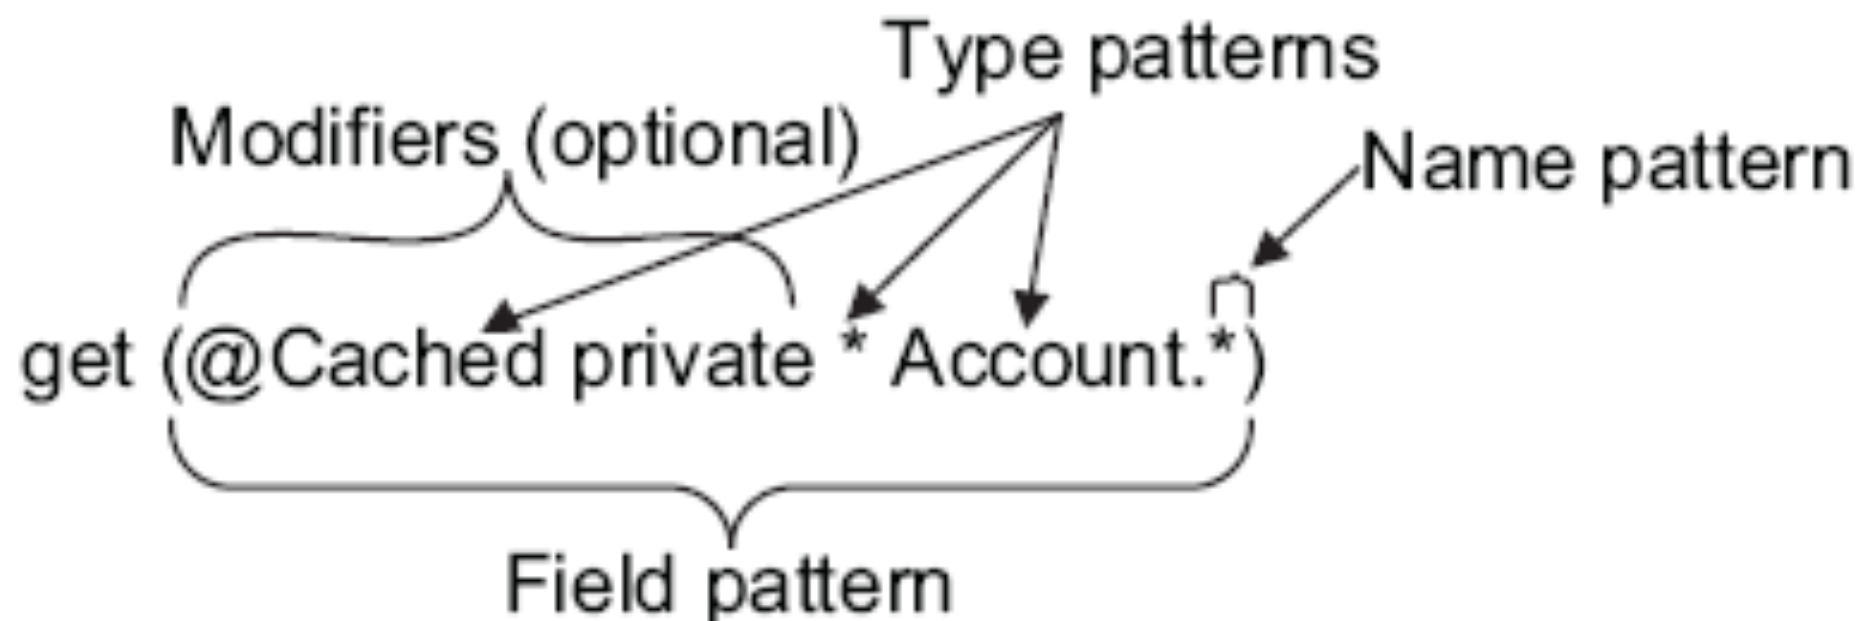 Type patterns
Modifiers (optional)
Name pattern
get (@Cached private * Account.*)
Field pattern